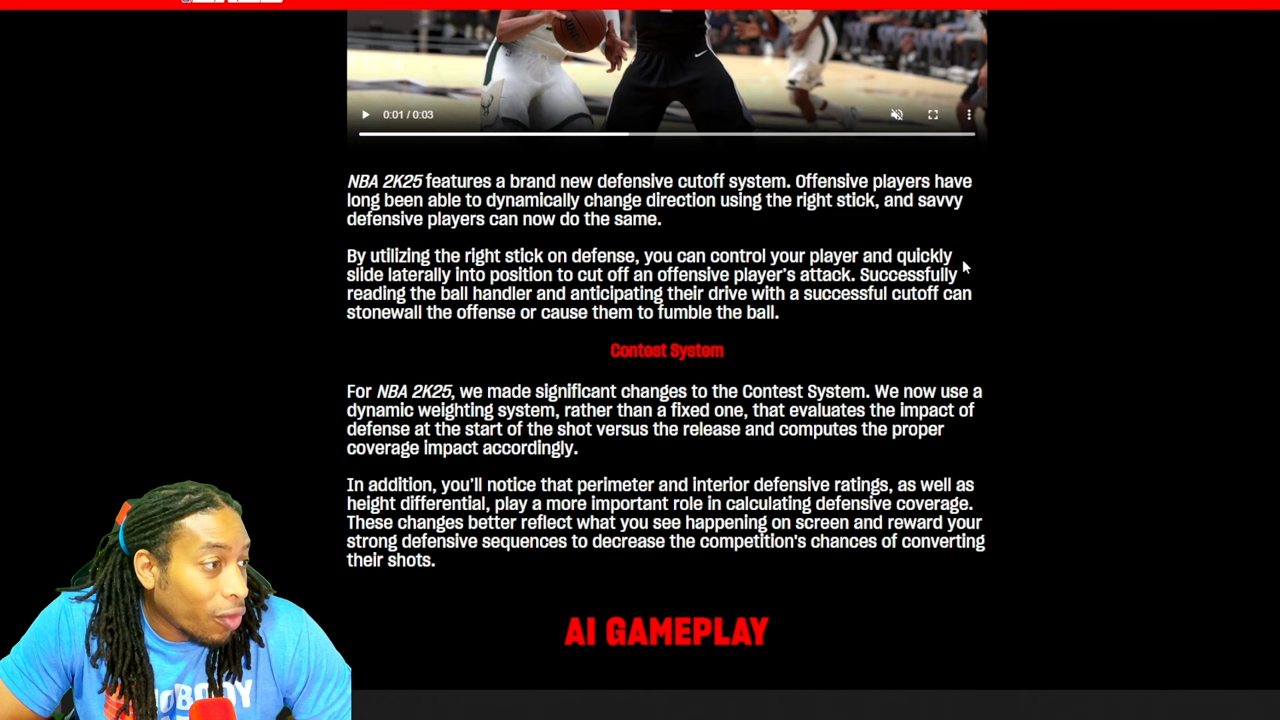 0:01 / 0:03
NBA 2K25 features a brand new defensive cutoff system. Offensive players have
long been able to dynamically change direction using the right stick, and savvy
defensive players can now do the same.
By utilizing the right stick on defense, you can control your player and quickly
slide laterally into position to cut off an offensive player’s attack. Successfully
reading the ball handler and anticipating their drive with a successful cutoff can
stonewall the offense or cause them to fumble the ball.
Contest System
For NBA 2K25, we made significant changes to the Contest System. We now use a
dynamic weighting system, rather than a fixed one, that evaluates the impact of
defense at the start of the shot versus the release and computes the proper
coverage impact accordingly.
In addition, you’ll notice that perimeter and interior defensive ratings, as well as
height differential, play a more important role in calculating defensive coverage.
These changes better reflect what you see happening on screen and reward your
strong defensive sequences to decrease the competition's chances of converting
their shots.
AI GAMEPLAY
NOBODY